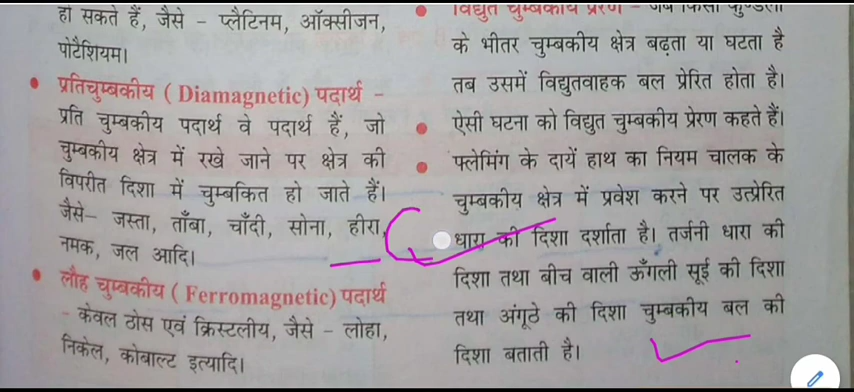 हो सकते हैं, जैसे - प्लैटिनम, ऑक्सीजन,
पोटैशियम।
• प्रतिचुम्बकीय ( Diamagnetic) पदार्थ -
प्रति चुम्बकीय पदार्थ वे पदार्थ हैं, जो
चुम्बकीय क्षेत्र में रखे जाने पर क्षेत्र की
विपरीत दिशा में चुम्बकित हो जाते हैं।
जैसे- जस्ता, ताँबा, चाँदी, सोना, हीरा,
नमक, जल आदि।
• लौह चुम्बकीय ( Ferromagnetic) पदार्थ
- केवल ठोस एवं क्रिस्टलीय, जैसे - लोहा,
निकेल, कोबाल्ट इत्यादि।
• विद्युत चुम्बकीय प्रेरण - जब किसी कुण्डली
के भीतर चुम्बकीय क्षेत्र बढ़ता या घटता है
तब उसमें विद्युतवाहक बल प्रेरित होता है।
• ऐसी घटना को विद्युत चुम्बकीय प्रेरण कहते हैं।
• फ्लेमिंग के दायें हाथ का नियम चालक के
चुम्बकीय क्षेत्र में प्रवेश करने पर उत्प्रेरित
धारा की दिशा दर्शाता है। तर्जनी धारा की
दिशा तथा बीच वाली ऊँगली सूई की दिशा
तथा अंगूठे की दिशा चुम्बकीय बल की
दिशा बताती है।